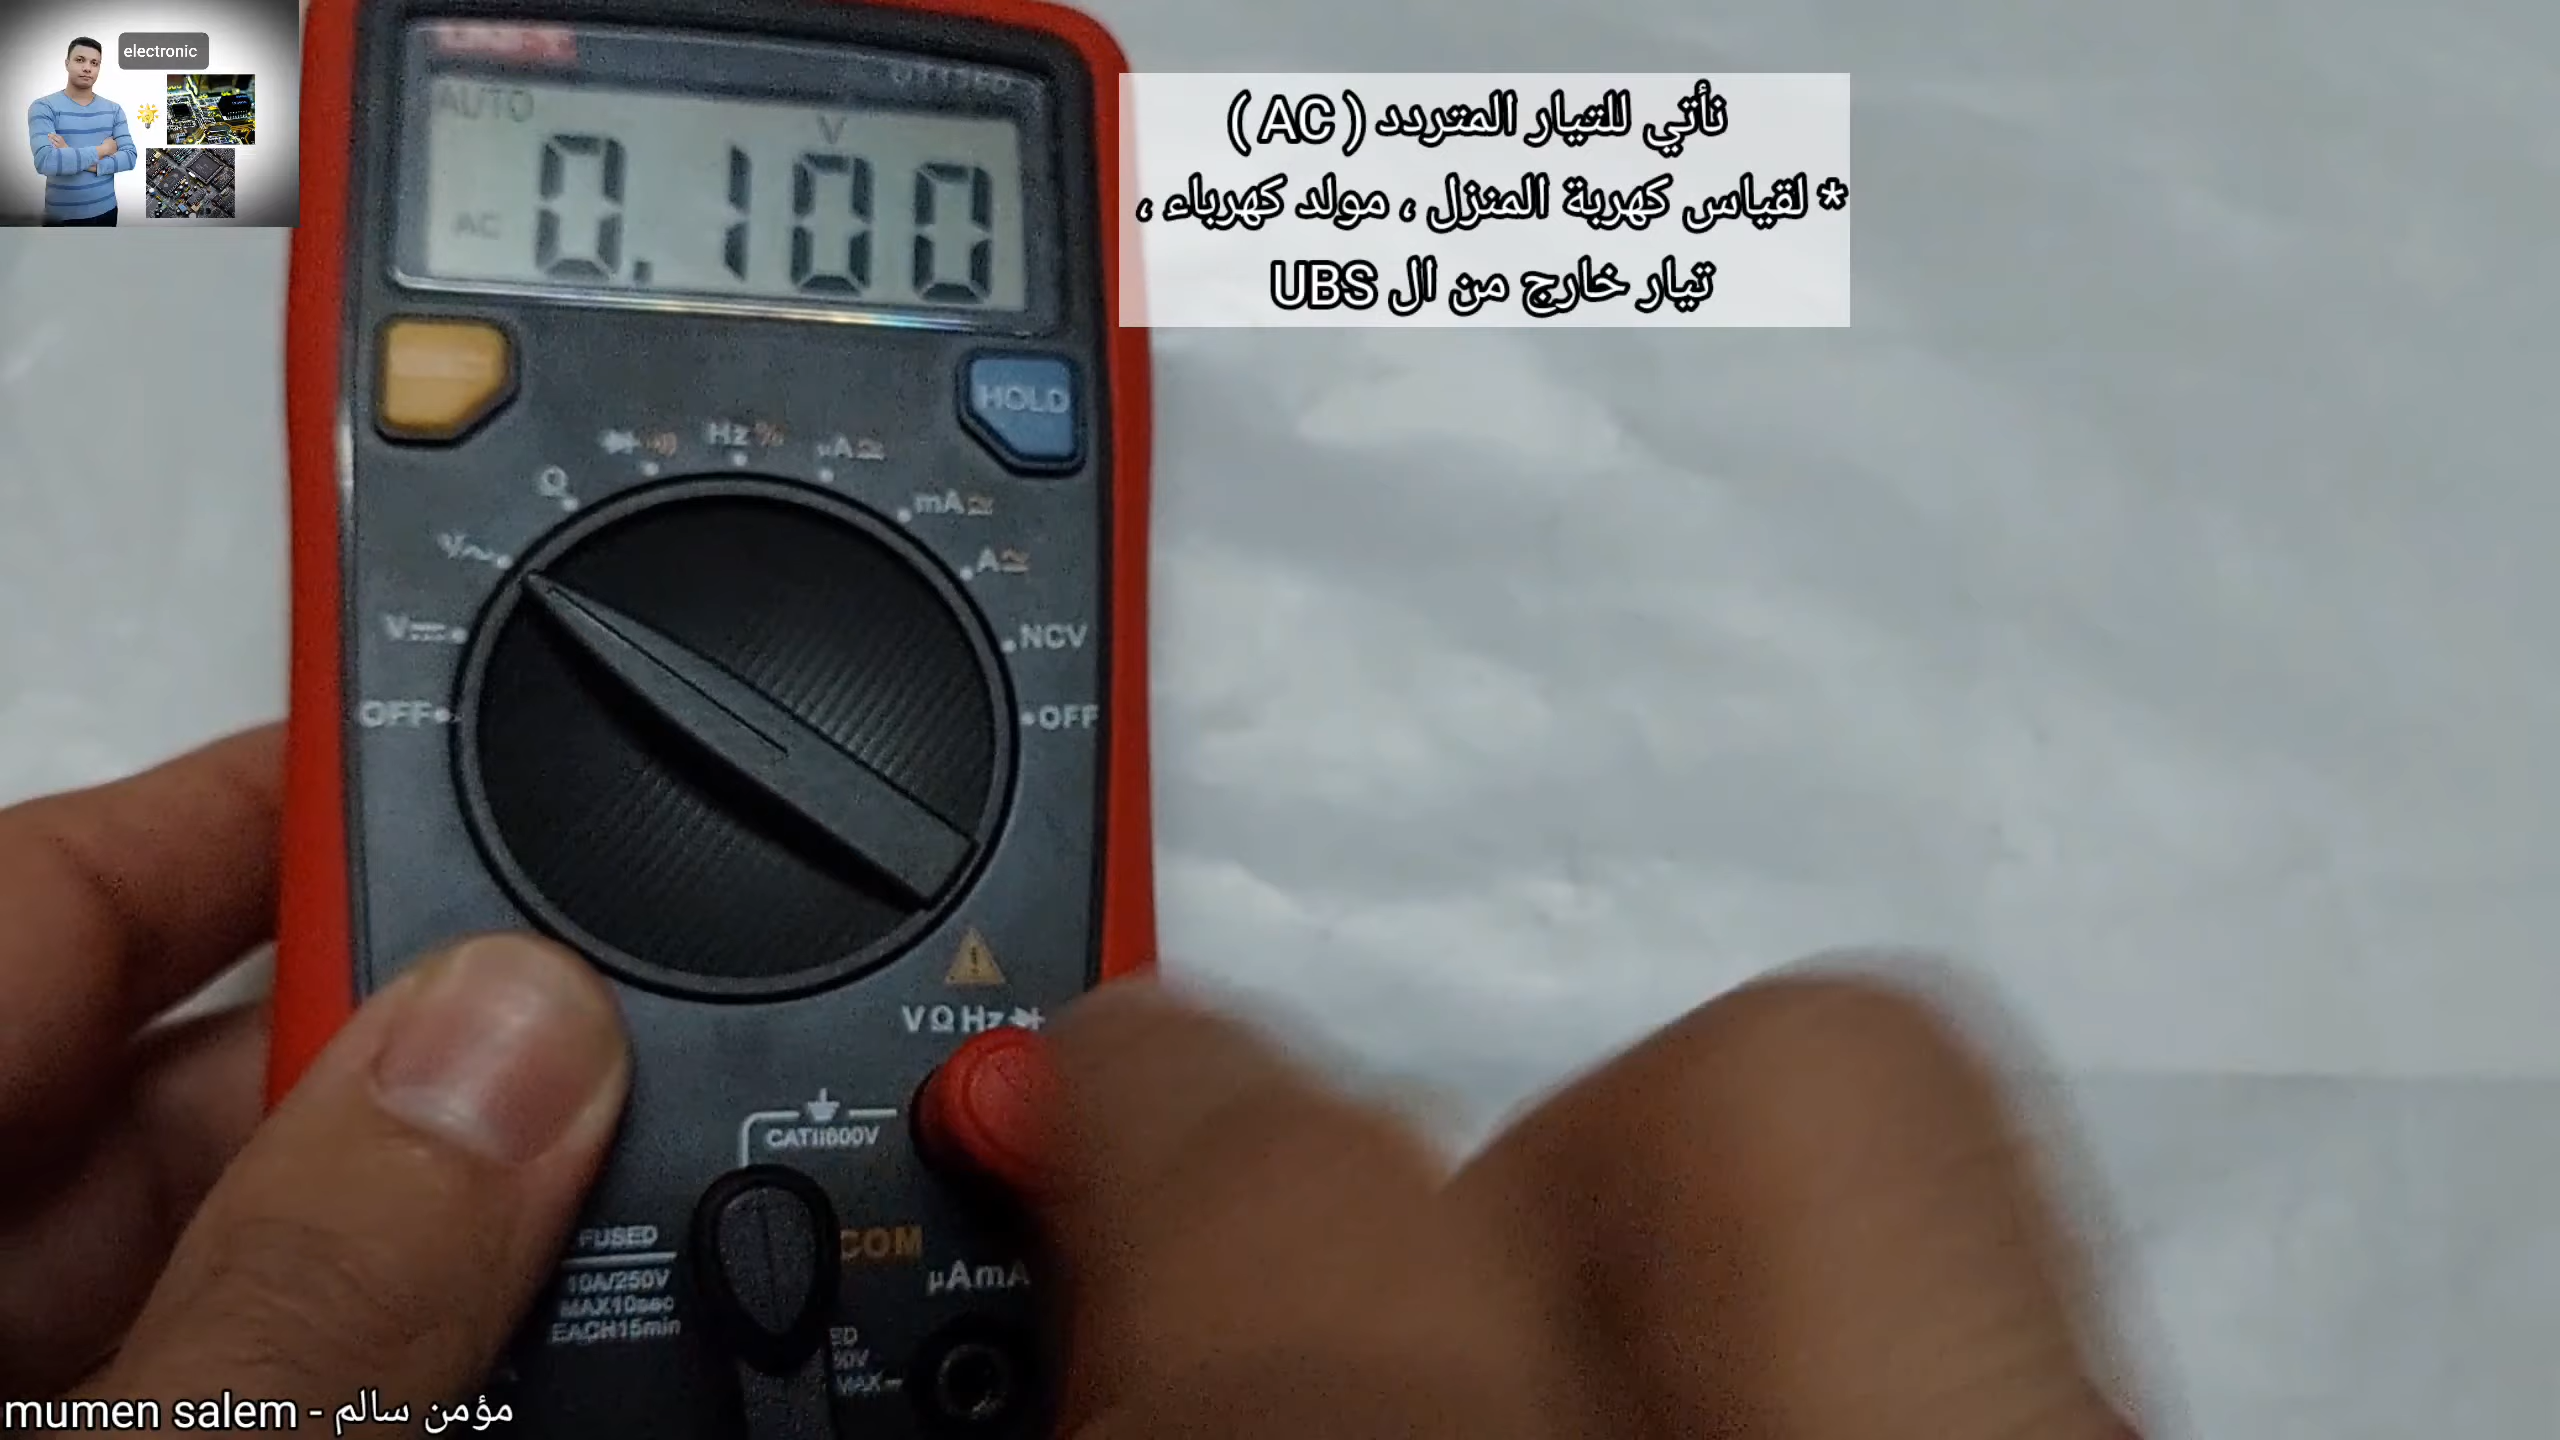 electronic
نأتي للتيار المتردد ( AC )
* لقياس كهربة المنزل ، مولد كهرباء ،
تيار خارج من ال UBS
AUTO
V
AC
0.100
HOLD
Hz %
µA
mA
A
Ω
V~
V
NCV
OFF
OFF
VΩHz
CATII600V
COM
FUSED
10A/250V
MAX10sec
EACH15min
µAmA
MAX
mumen salem - مؤمن سالم